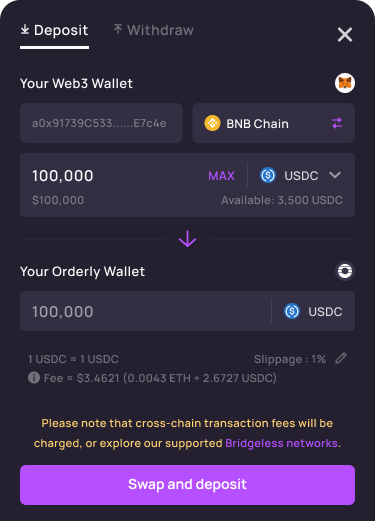 Deposit Withdraw
Your Web3 Wallet
a0x91739C533......E7c4e BNB Chain
100,000 MAX USDC
$100,000 Available: 3,500 USDC
Your Orderly Wallet
100,000 USDC
1 USDC ≈ 1 USDC Slippage : 1%
Fee ≈ $3.4621 (0.0043 ETH + 2.6727 USDC)
Please note that cross-chain transaction fees will be
charged, or explore our supported Bridgeless networks.
Swap and deposit